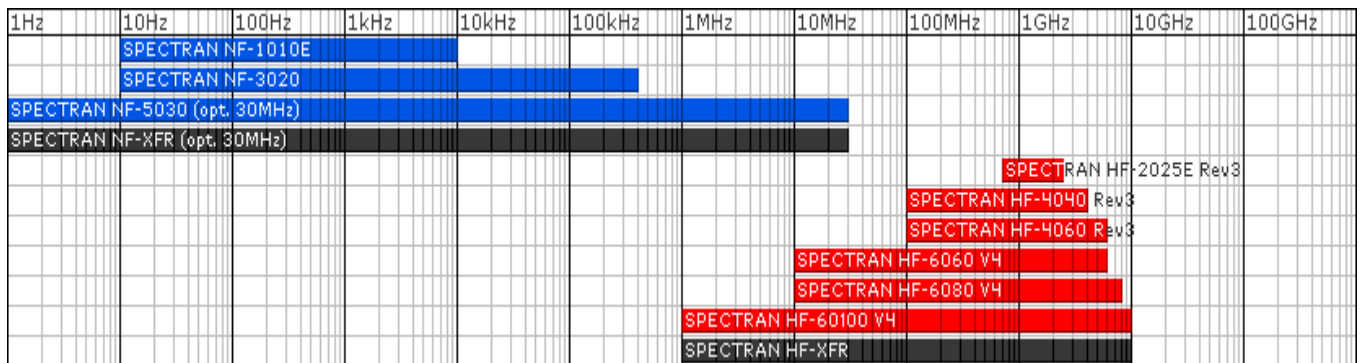 1Hz 10Hz 100Hz 1kHz 10kHz 100kHz 1MHz 10MHz 100MHz 1GHz 10GHz 100GHz
SPECTRAN NF-1010E
SPECTRAN NF-3020
SPECTRAN NF-5030 (opt. 30MHz)
SPECTRAN NF-XFR (opt. 30MHz)
SPECTRAN HF-2025E Rev3
SPECTRAN HF-4040 Rev3
SPECTRAN HF-4060 Rev3
SPECTRAN HF-6060 V4
SPECTRAN HF-6080 V4
SPECTRAN HF-60100 V4
SPECTRAN HF-XFR